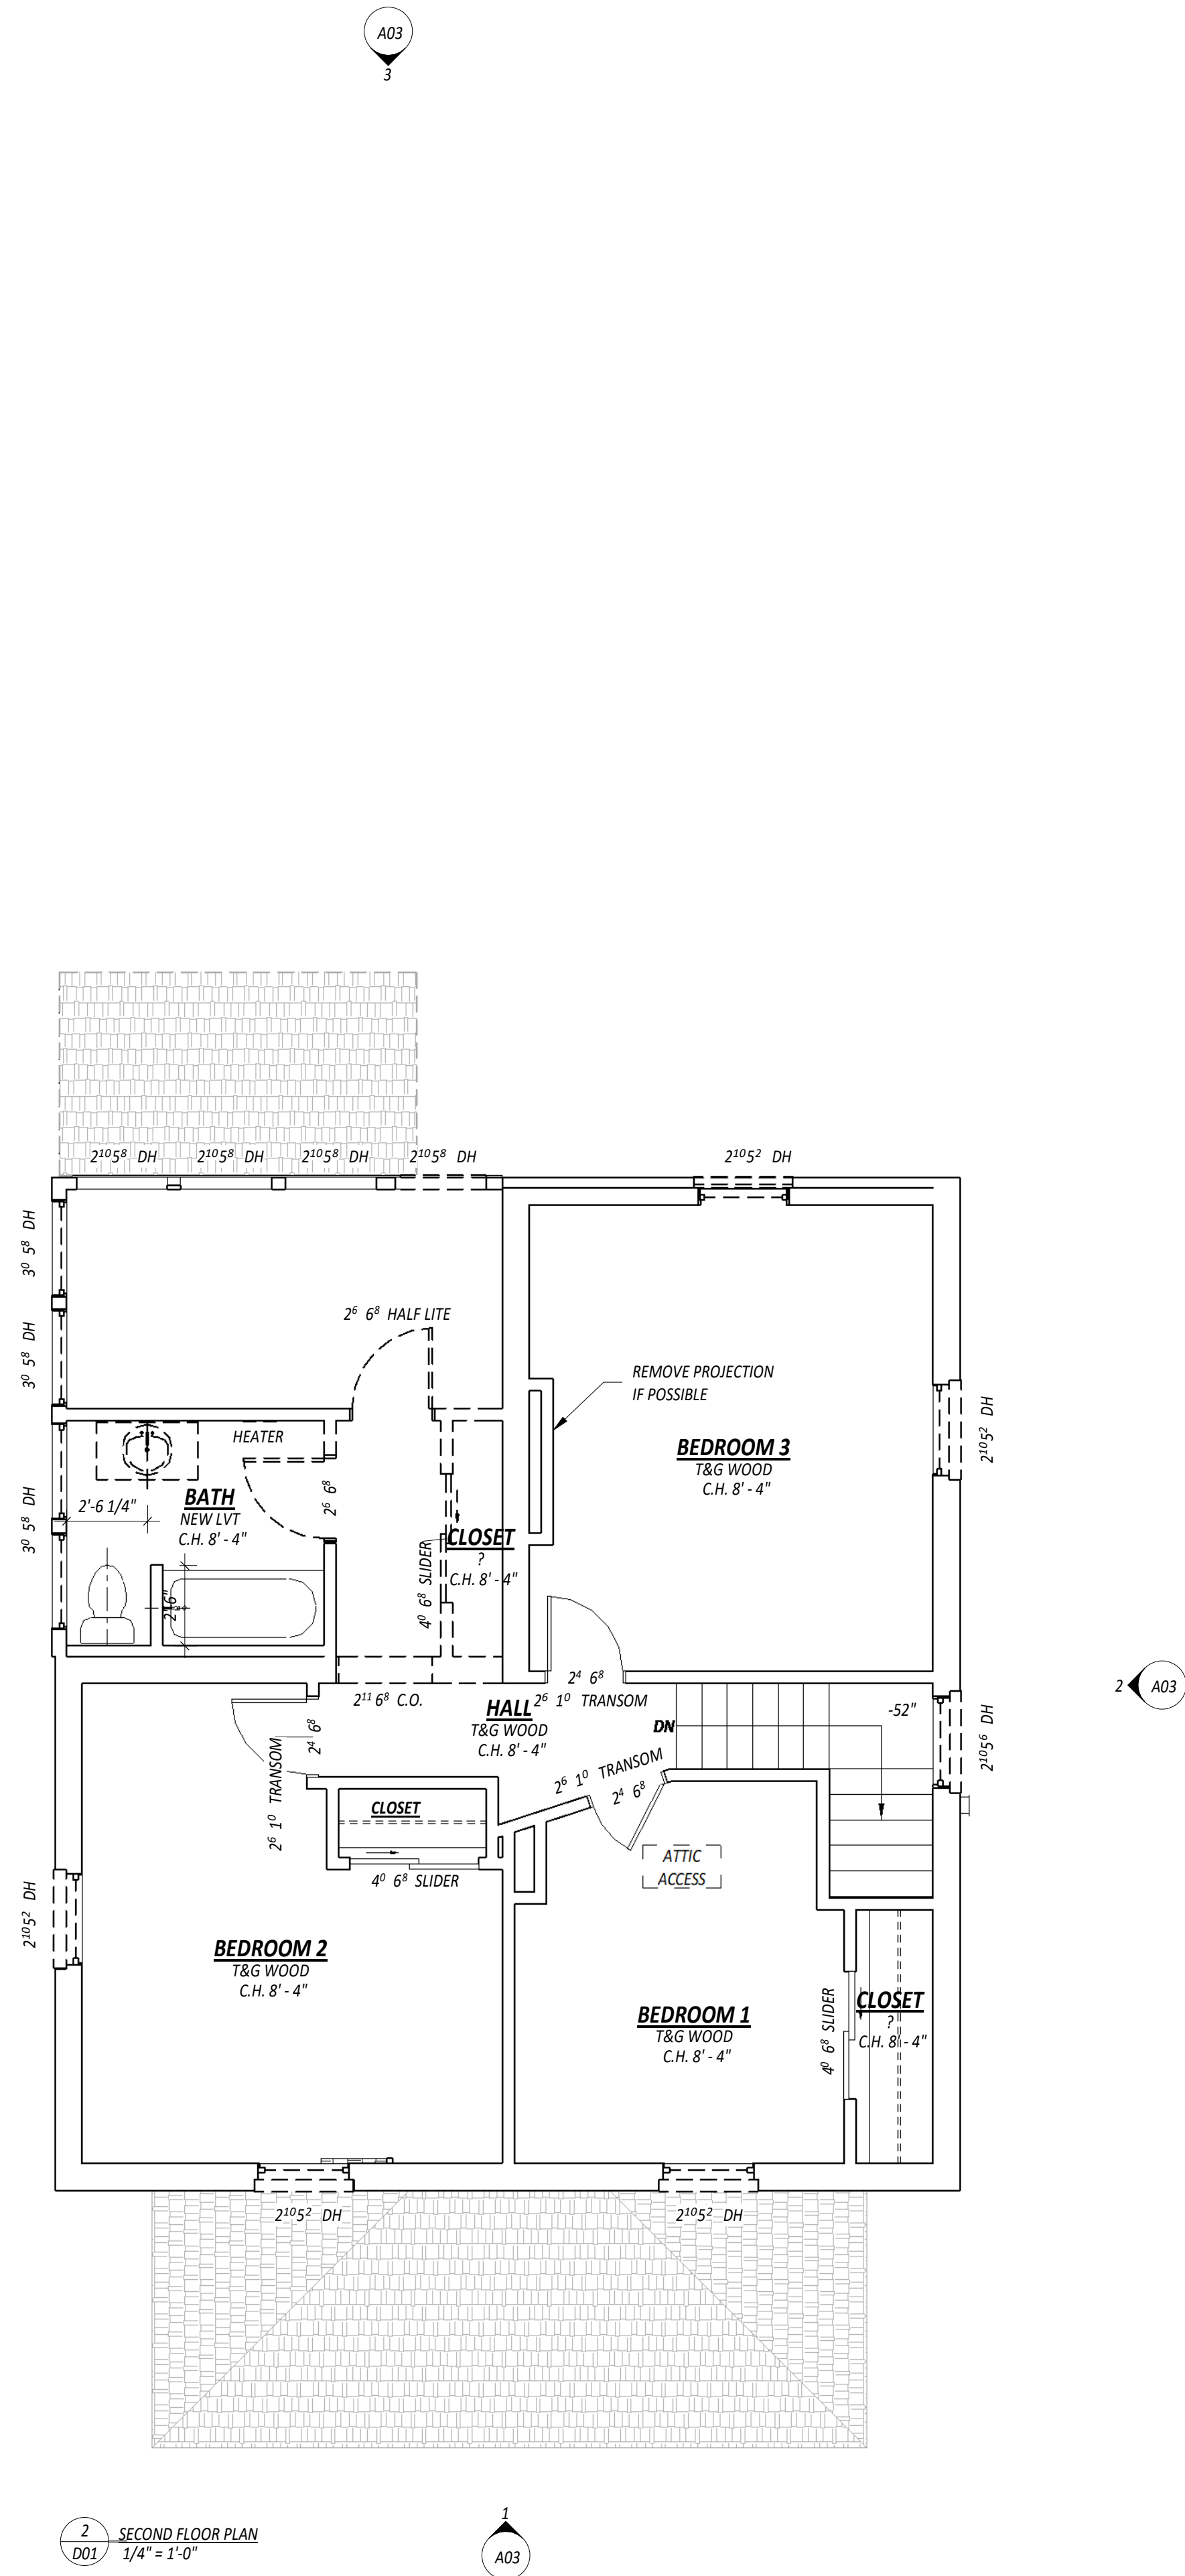 A03
3
2¹⁰5⁸ DH
2¹⁰5⁸ DH
2¹⁰5⁸ DH
2¹⁰5⁸ DH
2¹⁰5² DH
3⁰ 5⁸ DH
3⁰ 5⁸ DH
3⁰ 5⁸ DH
2⁶ 6⁸ HALF LITE
REMOVE PROJECTION
IF POSSIBLE
HEATER
BEDROOM 3
T&G WOOD
C.H. 8' - 4"
2¹⁰5² DH
BATH
NEW LVT
C.H. 8' - 4"
2'-6 1/4"
2⁶ 6⁸
CLOSET
?
C.H. 8' - 4"
4⁰ 6⁸ SLIDER
2⁴ 6⁸
2⁶ 1⁰ TRANSOM
2¹¹ 6⁸ C.O.
HALL
T&G WOOD
C.H. 8' - 4"
DN
-52"
2¹⁰5⁶ DH
2
A03
2⁴ 6⁸
2⁶ 1⁰ TRANSOM
2⁶ 1⁰ TRANSOM
2⁴ 6⁸
CLOSET
4⁰ 6⁸ SLIDER
ATTIC
ACCESS
2¹⁰5² DH
BEDROOM 2
T&G WOOD
C.H. 8' - 4"
BEDROOM 1
T&G WOOD
C.H. 8' - 4"
4⁰ 6⁸ SLIDER
CLOSET
?
C.H. 8' - 4"
2¹⁰5² DH
2¹⁰5² DH
2
D01
SECOND FLOOR PLAN
1/4" = 1'-0"
1
A03